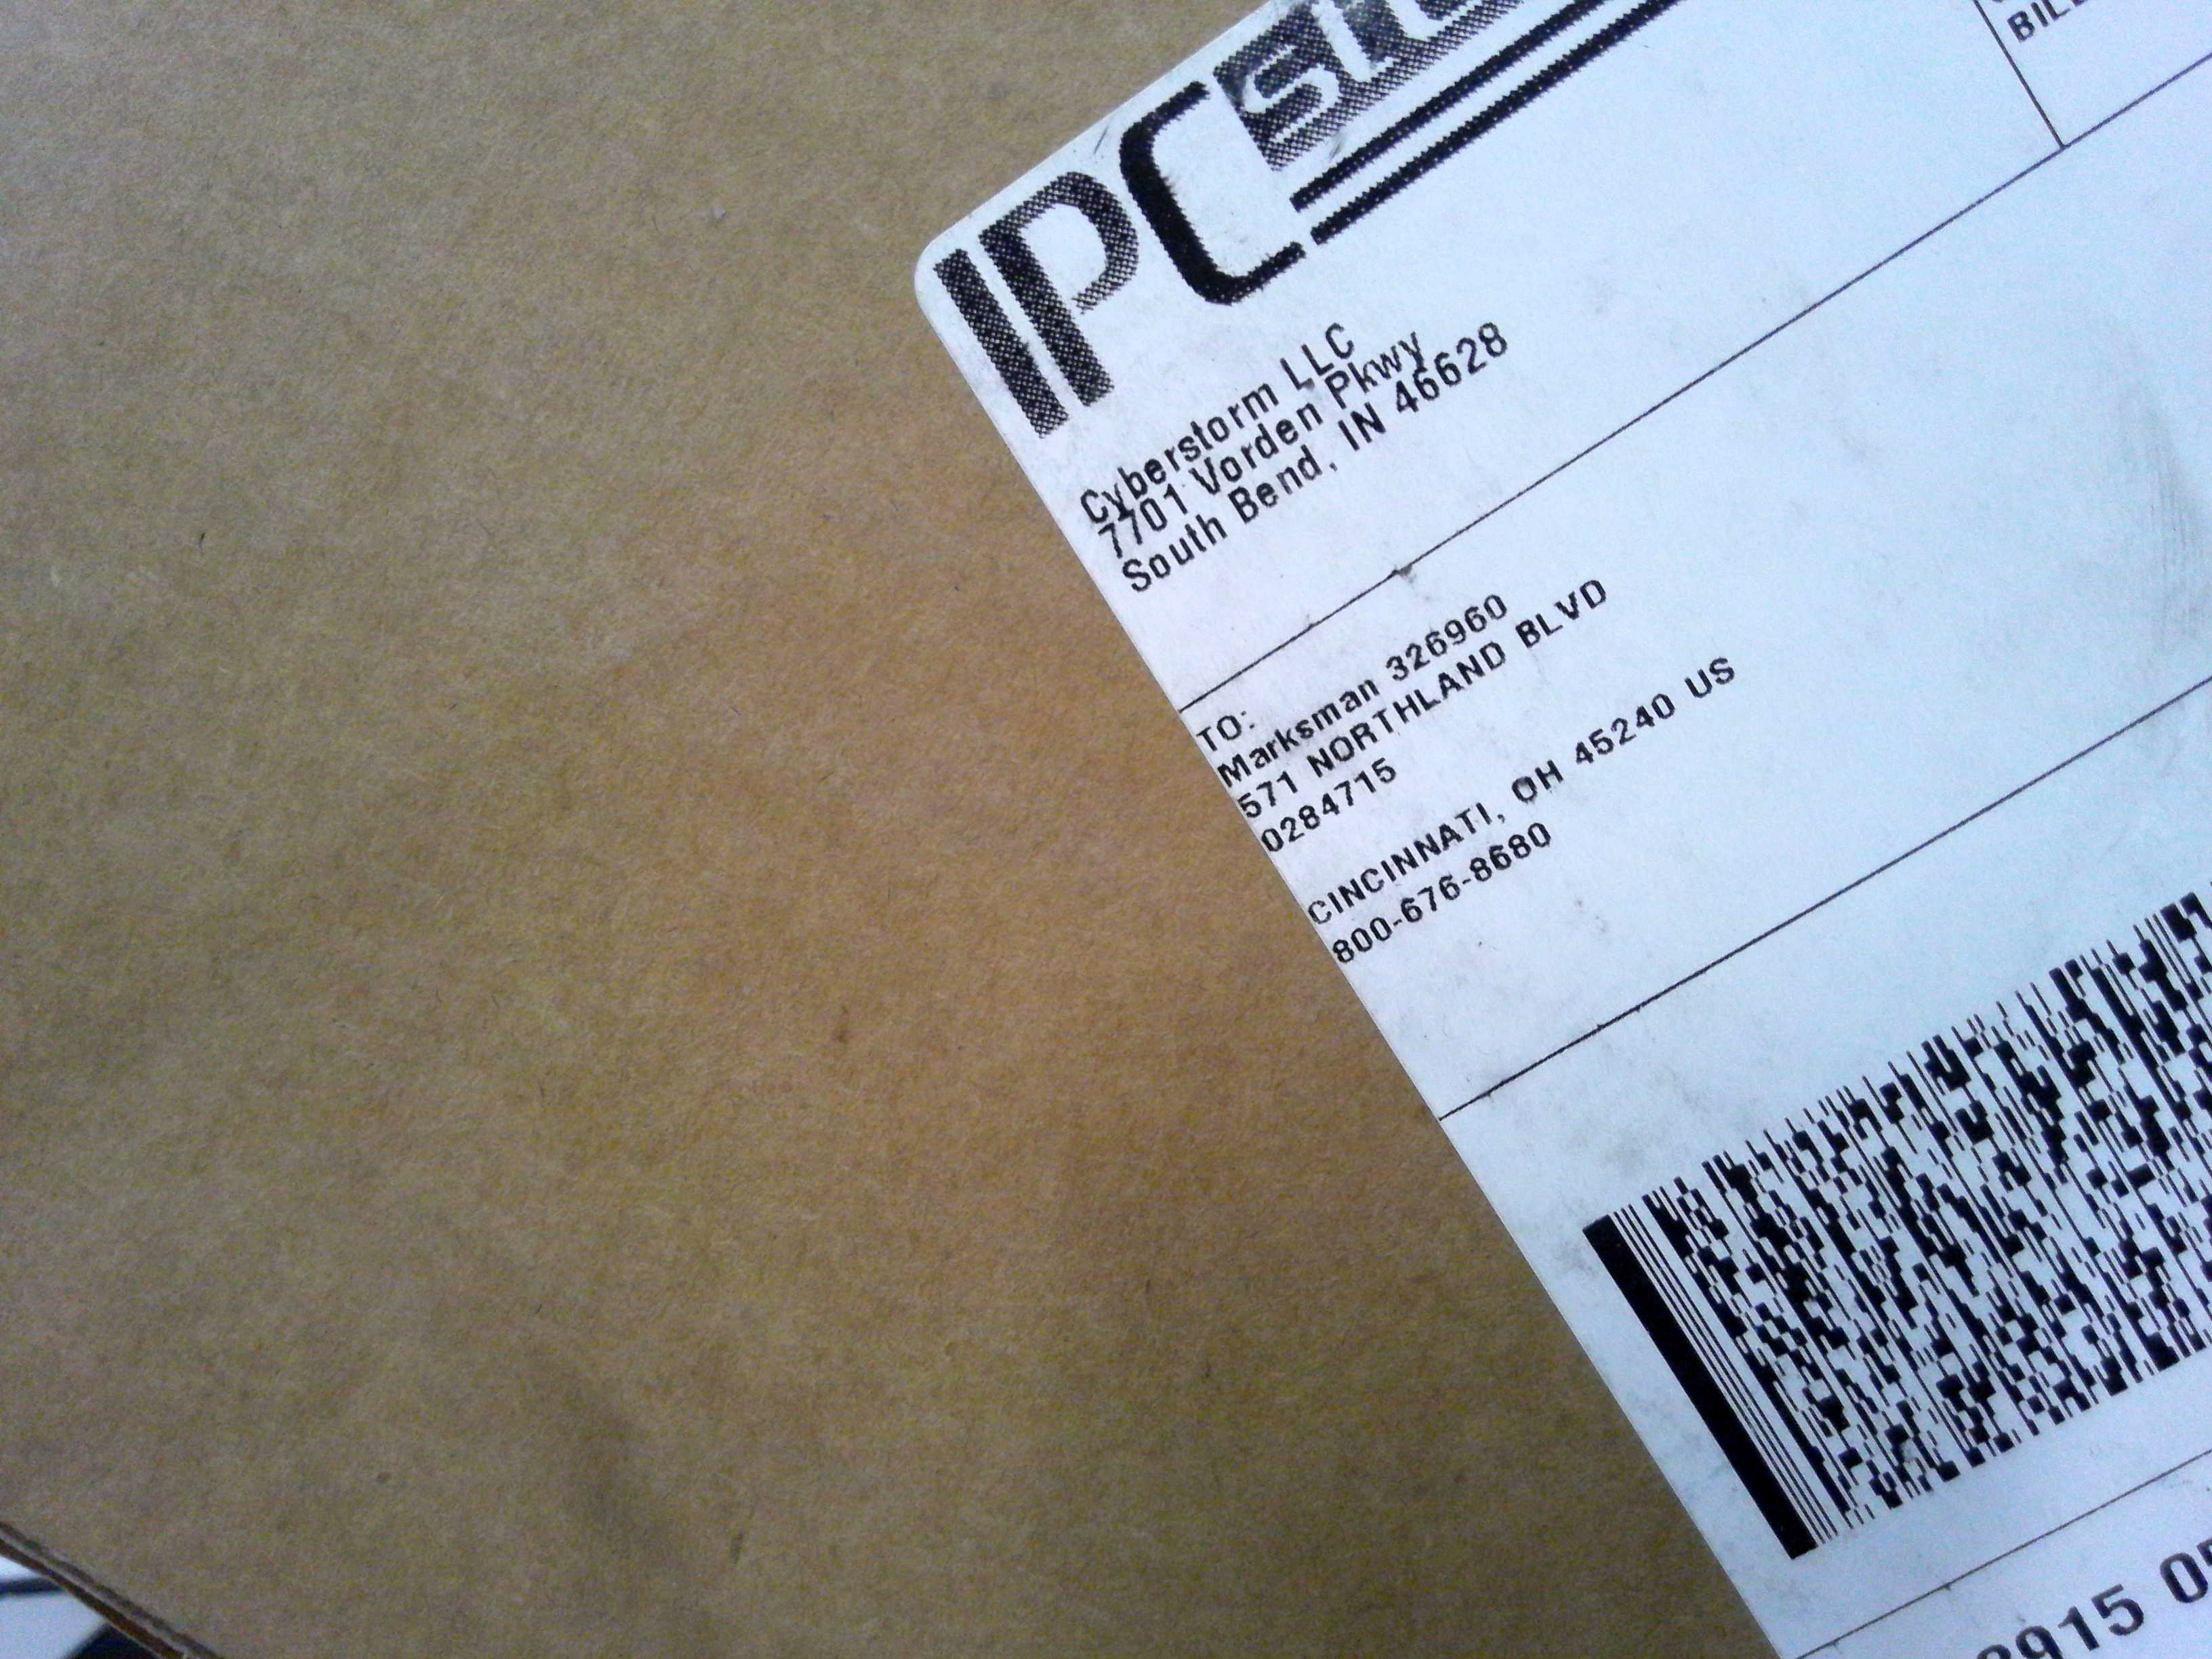 IPC
BILL
Cyberstorm LLC
7701 Vorden Pkwy
South Bend, IN 46628
TO:
Marksman 326960
571 NORTHLAND BLVD
0284715
CINCINNATI, OH 45240 US
800-676-8680